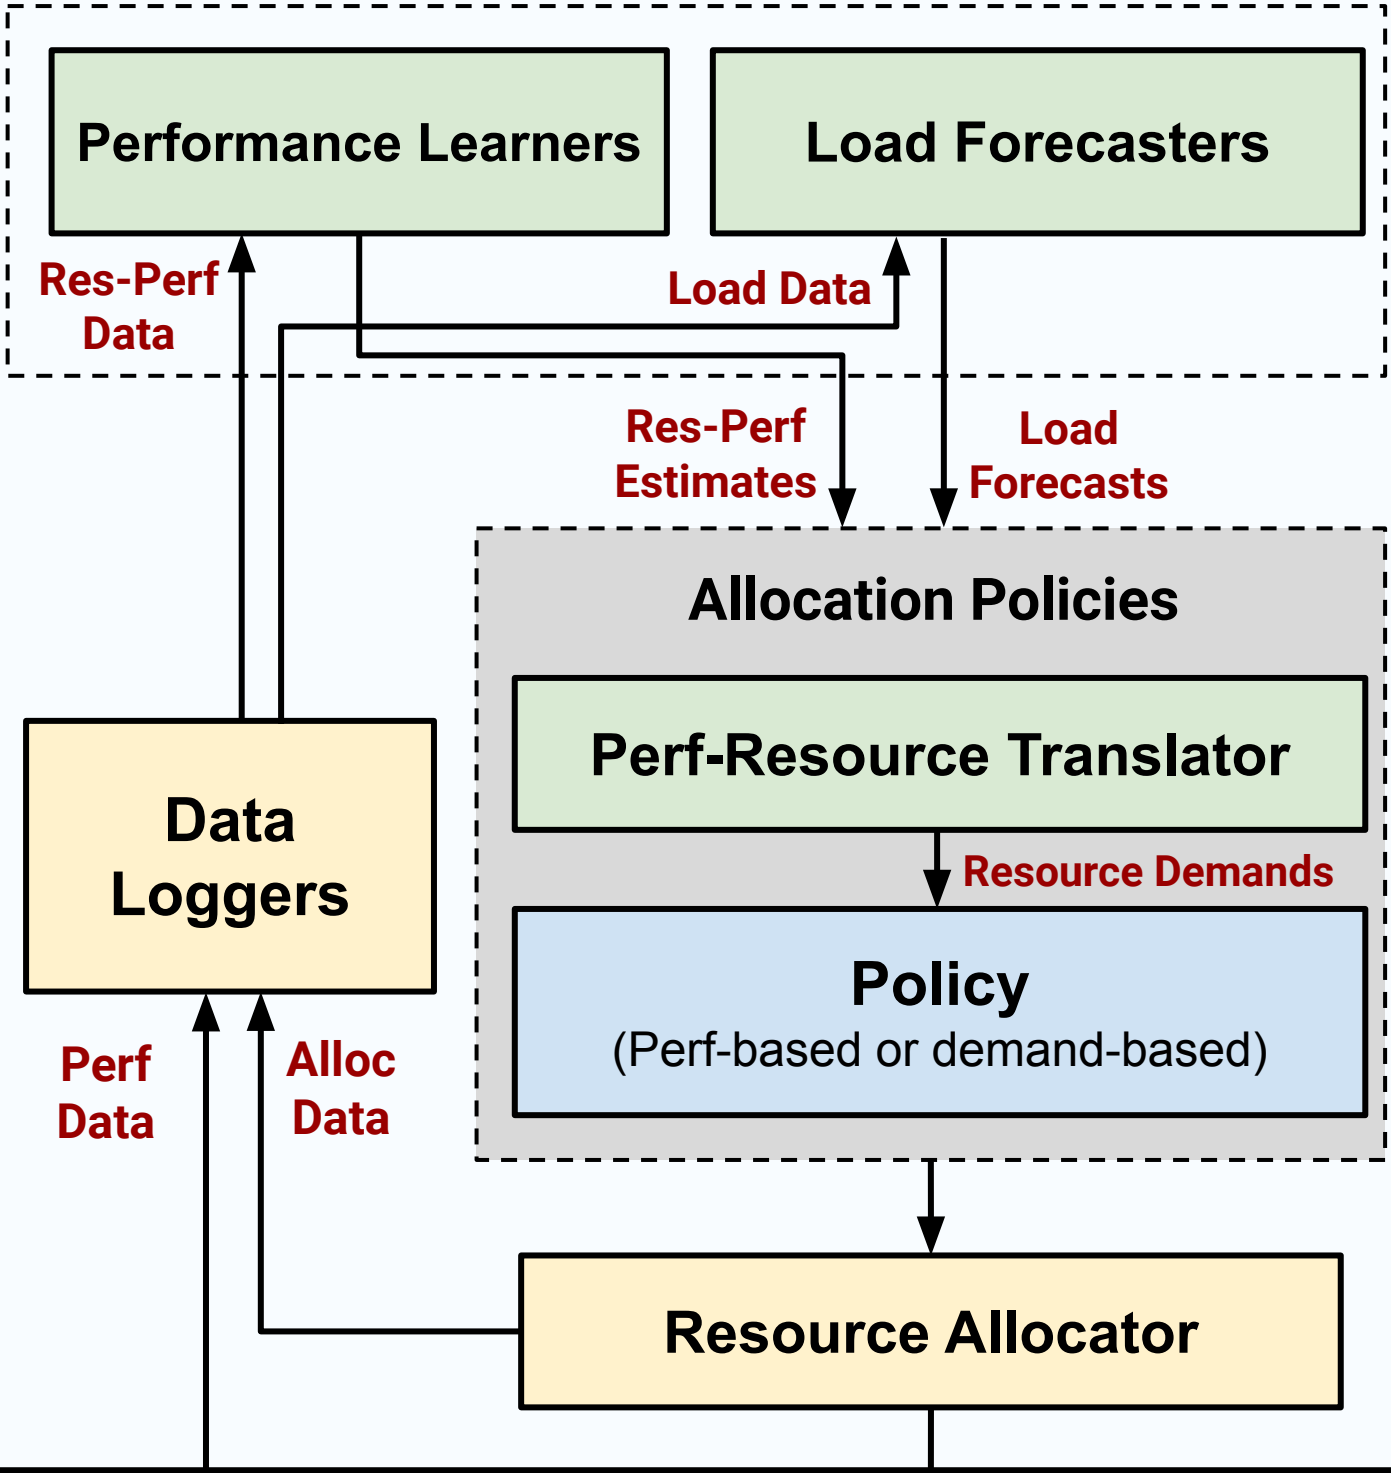 Performance Learners
Load Forecasters
Res-Perf
Data
Load Data
Res-Perf
Estimates
Load
Forecasts
Allocation Policies
Perf-Resource Translator
Resource Demands
Data
Loggers
Policy
(Perf-based or demand-based)
Perf
Data
Alloc
Data
Resource Allocator